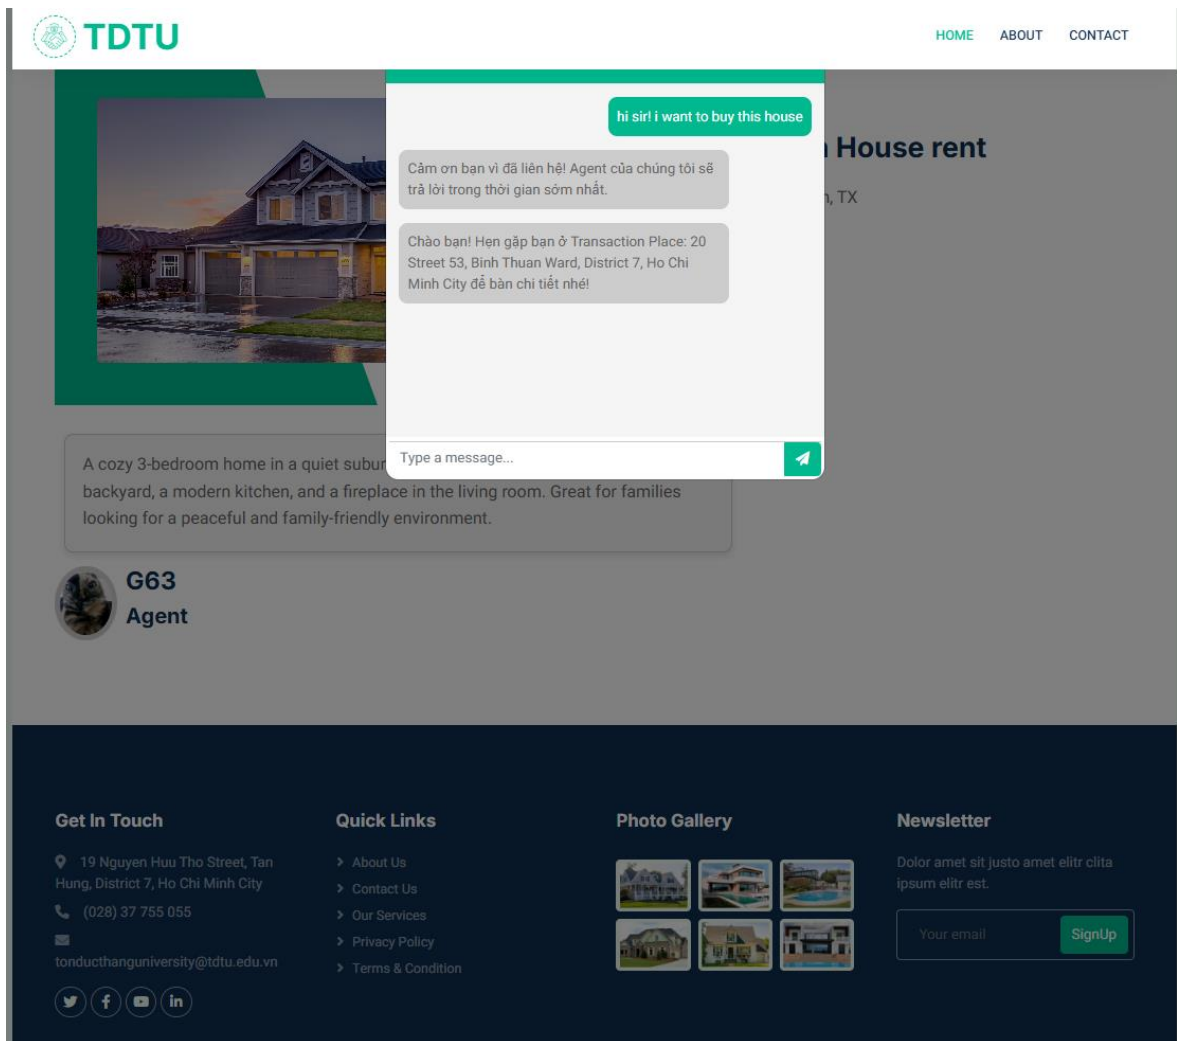 TDTU
HOME ABOUT CONTACT
hi sir! i want to buy this house
Cảm ơn bạn vì đã liên hệ! Agent của chúng tôi sẽ
trả lời trong thời gian sớm nhất.
Chào bạn! Hẹn gặp bạn ở Transaction Place: 20
Street 53, Binh Thuan Ward, District 7, Ho Chi
Minh City để bàn chi tiết nhé!
Type a message...
House rent
TX
A cozy 3-bedroom home in a quiet
backyard, a modern kitchen, and a fireplace in the living room. Great for families
looking for a peaceful and family-friendly environment.
G63
Agent
Get In Touch
19 Nguyen Huu Tho Street, Tan
Hung, District 7, Ho Chi Minh City
(028) 37 755 055
tonducthanguniversity@tdtu.edu.vn
Quick Links
About Us
Contact Us
Our Services
Privacy Policy
Terms & Condition
Photo Gallery
Newsletter
Dolor amet sit justo amet elitr clita
ipsum elitr est.
Your email
SignUp